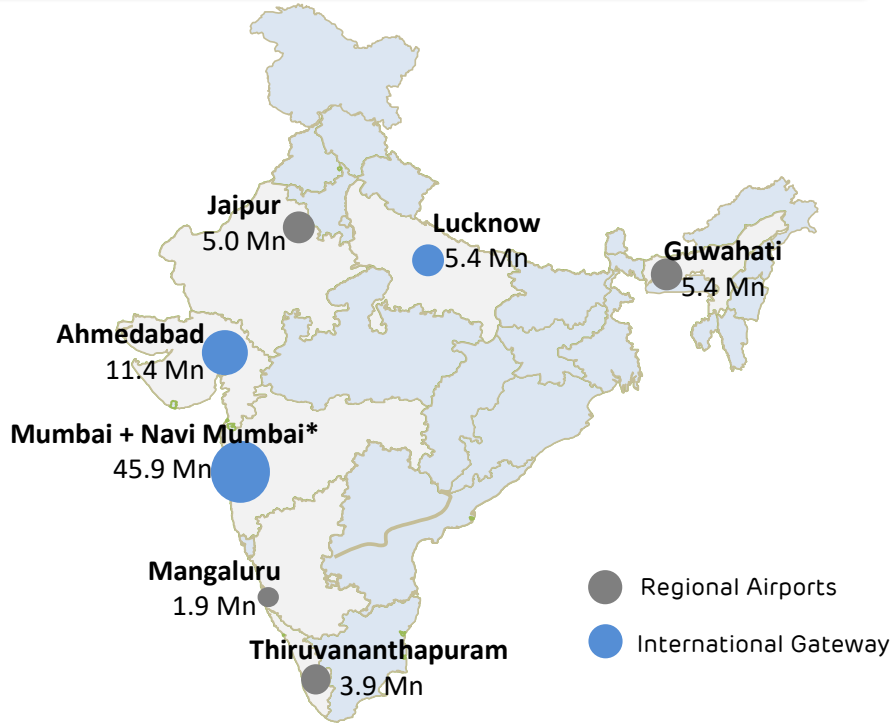 Jaipur
5.0 Mn
Lucknow
5.4 Mn
Guwahati
5.4 Mn
Ahmedabad
11.4 Mn
Mumbai + Navi Mumbai*
45.9 Mn
Mangaluru
1.9 Mn
Thiruvananthapuram
3.9 Mn
Regional Airports
International Gateway